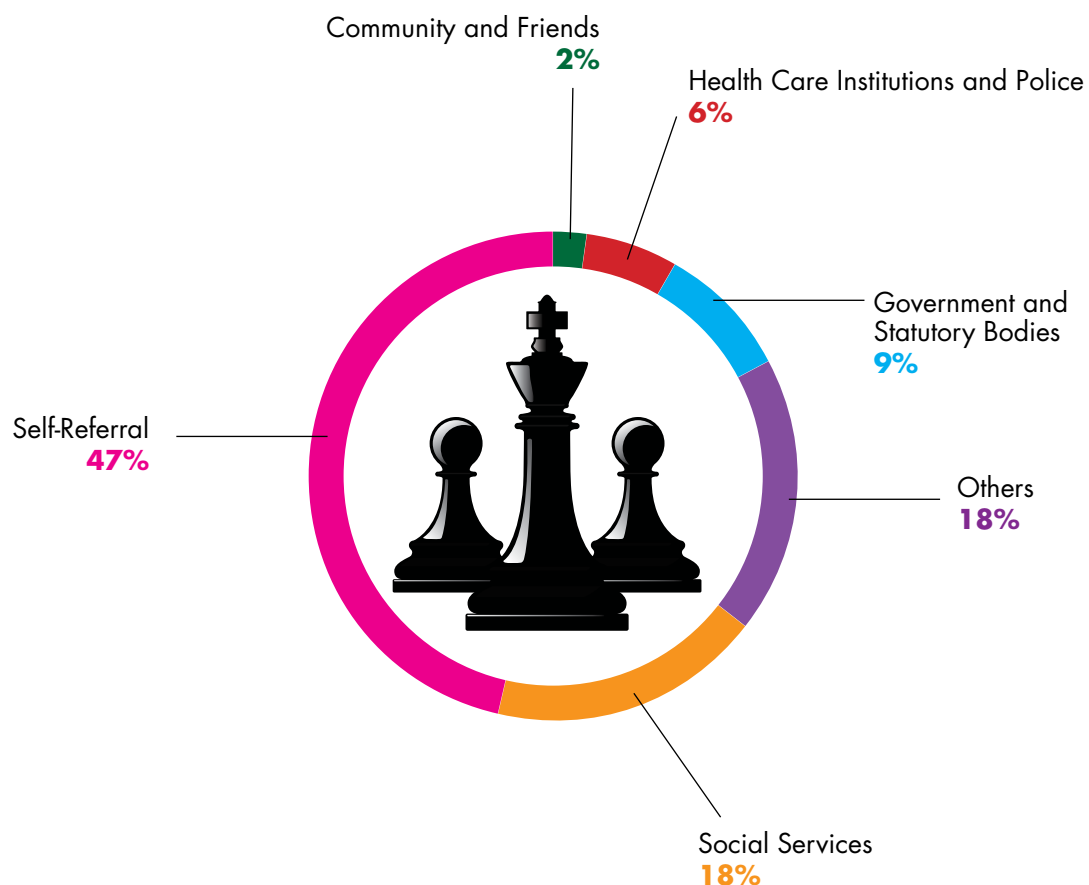 Community and Friends
2%
Health Care Institutions and Police
6%
Government and
Statutory Bodies
9%
Self-Referral
47%
Others
18%
Social Services
18%